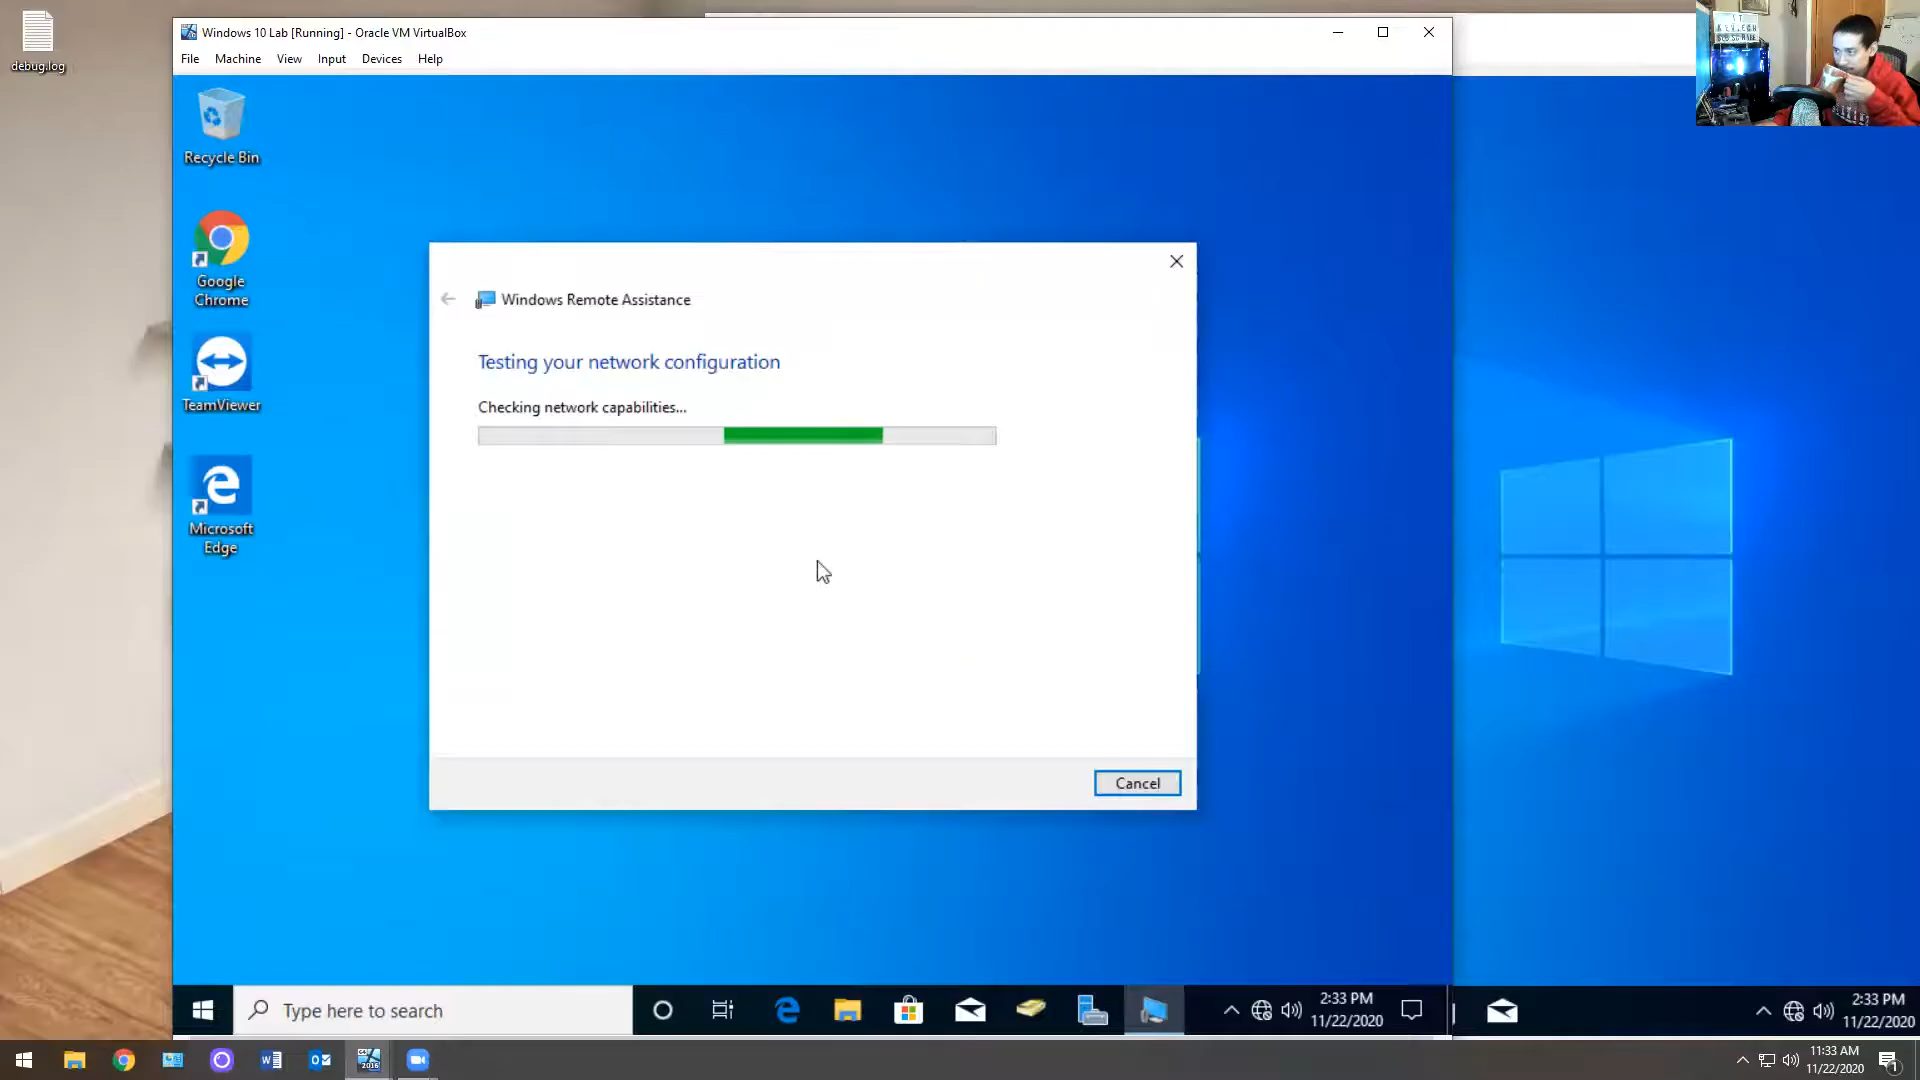 debug.log
Windows 10 Lab [Running] - Oracle VM VirtualBox
File Machine View Input Devices Help
Recycle Bin
Google
Chrome
TeamViewer
Microsoft
Edge
Windows Remote Assistance
Testing your network configuration
Checking network capabilities...
Cancel
Type here to search
2:33 PM
11/22/2020
2:33 PM
11/22/2020
2016
11:33 AM
11/22/2020
1